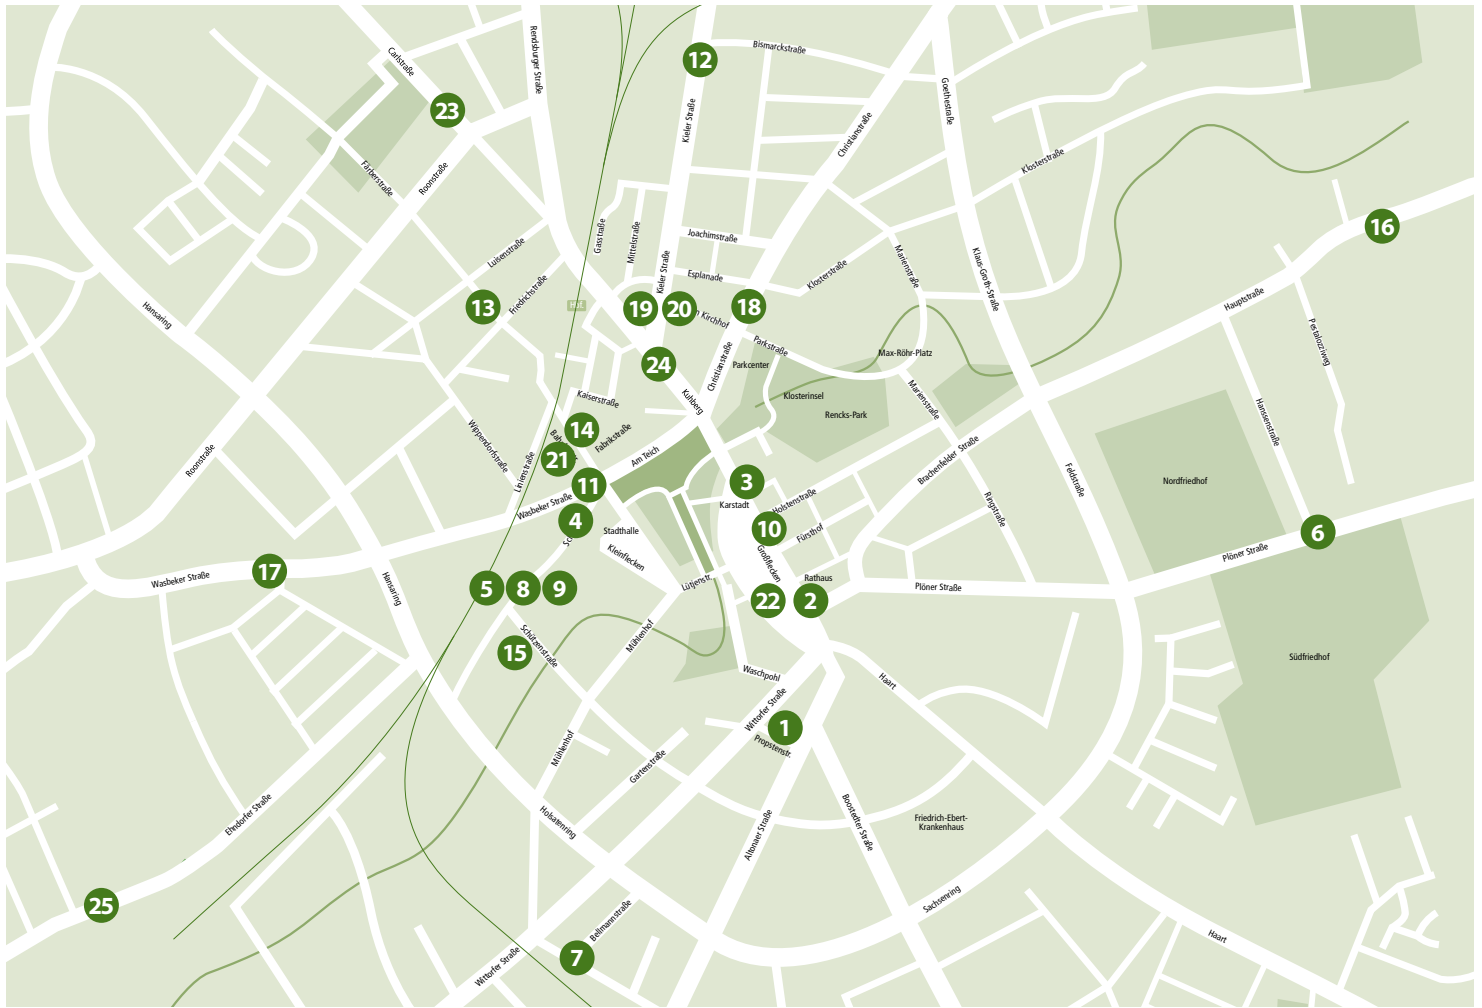 Bismarckstraße
12
Rendsburger Straße
Carlstraße
23
Kieler Straße
Goethestraße
Christianstraße
Klosterstraße
Färberstraße
Roonstraße
16
Gasstraße
Mittelstraße
Joachimstraße
Luisenstraße
Kieler Straße
Marienstraße
Klaus-Groth-Straße
Esplanade
Klosterstraße
Friedrichstraße
Hauptstraße
Hansaring
13
Hbf.
19
20
18
Kirchhof
Pestalozziweg
Parkstraße
Max-Röhr-Platz
24
Christianstraße
Parkcenter
Kaiserstraße
Kuhberg
Klosterinsel
Rencks-Park
Marienstraße
Hanssenstraße
14
Fabrikstraße
Wippendorfstraße
21
Am Teich
Brachenfelder Straße
Roonstraße
Linienstraße
11
3
Feldstraße
Nordfriedhof
Wasbeker Straße
Karstadt
Holstenstraße
Ringstraße
4
Stadthalle
10
Fürsthof
6
Kleinflecken
Großflecken
Plöner Straße
17
Wasbeker Straße
Hansaring
5
8
9
Lütjenstr.
Rathaus
22
2
Plöner Straße
Schützenstraße
15
Mühlenhof
Südfriedhof
Waschpohl
Haart
Wittorfer Straße
1
Propstenstr.
Mühlenhof
Gartenstraße
Ehndorfer Straße
Holsatenring
Altonaer Straße
Boostedter Straße
Friedrich-Ebert-
Krankenhaus
25
Sachsenring
Bellmannstraße
Haart
7
Wittorfer Straße